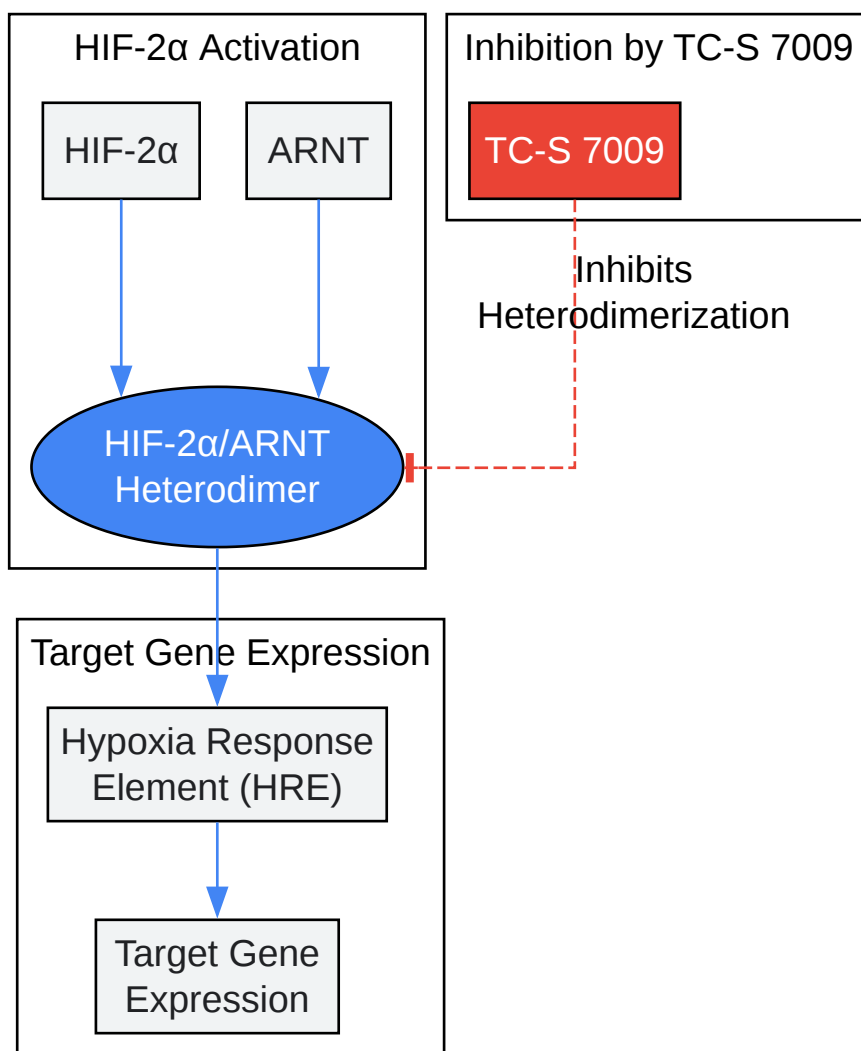 HIF-2α Activation
HIF-2α
ARNT
HIF-2α/ARNT
Heterodimer
Inhibition by TC-S 7009
TC-S 7009
Inhibits
Heterodimerization
Target Gene Expression
Hypoxia Response
Element (HRE)
Target Gene
Expression